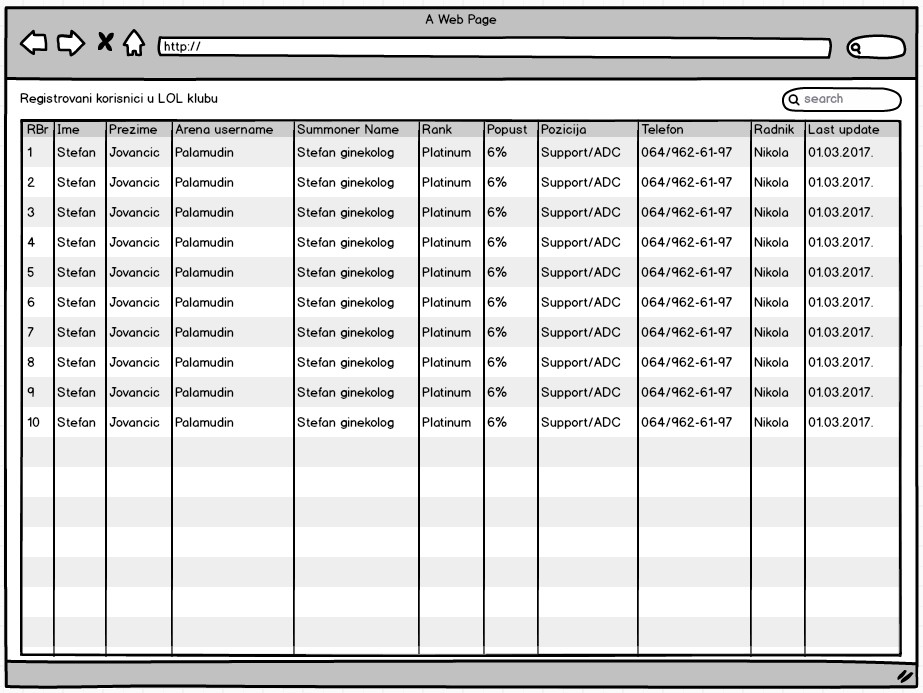 A Web Page
http://
Registrovani korisnici u LOL klubu
search
RBr Ime Prezime Arena username Summoner Name Rank Popust Pozicija Telefon Radnik Last update
1 Stefan Jovancic Palamudin Stefan ginekolog Platinum 6% Support/ADC 064/962-61-97 Nikola 01.03.2017.
2 Stefan Jovancic Palamudin Stefan ginekolog Platinum 6% Support/ADC 064/962-61-97 Nikola 01.03.2017.
3 Stefan Jovancic Palamudin Stefan ginekolog Platinum 6% Support/ADC 064/962-61-97 Nikola 01.03.2017.
4 Stefan Jovancic Palamudin Stefan ginekolog Platinum 6% Support/ADC 064/962-61-97 Nikola 01.03.2017.
5 Stefan Jovancic Palamudin Stefan ginekolog Platinum 6% Support/ADC 064/962-61-97 Nikola 01.03.2017.
6 Stefan Jovancic Palamudin Stefan ginekolog Platinum 6% Support/ADC 064/962-61-97 Nikola 01.03.2017.
7 Stefan Jovancic Palamudin Stefan ginekolog Platinum 6% Support/ADC 064/962-61-97 Nikola 01.03.2017.
8 Stefan Jovancic Palamudin Stefan ginekolog Platinum 6% Support/ADC 064/962-61-97 Nikola 01.03.2017.
9 Stefan Jovancic Palamudin Stefan ginekolog Platinum 6% Support/ADC 064/962-61-97 Nikola 01.03.2017.
10 Stefan Jovancic Palamudin Stefan ginekolog Platinum 6% Support/ADC 064/962-61-97 Nikola 01.03.2017.